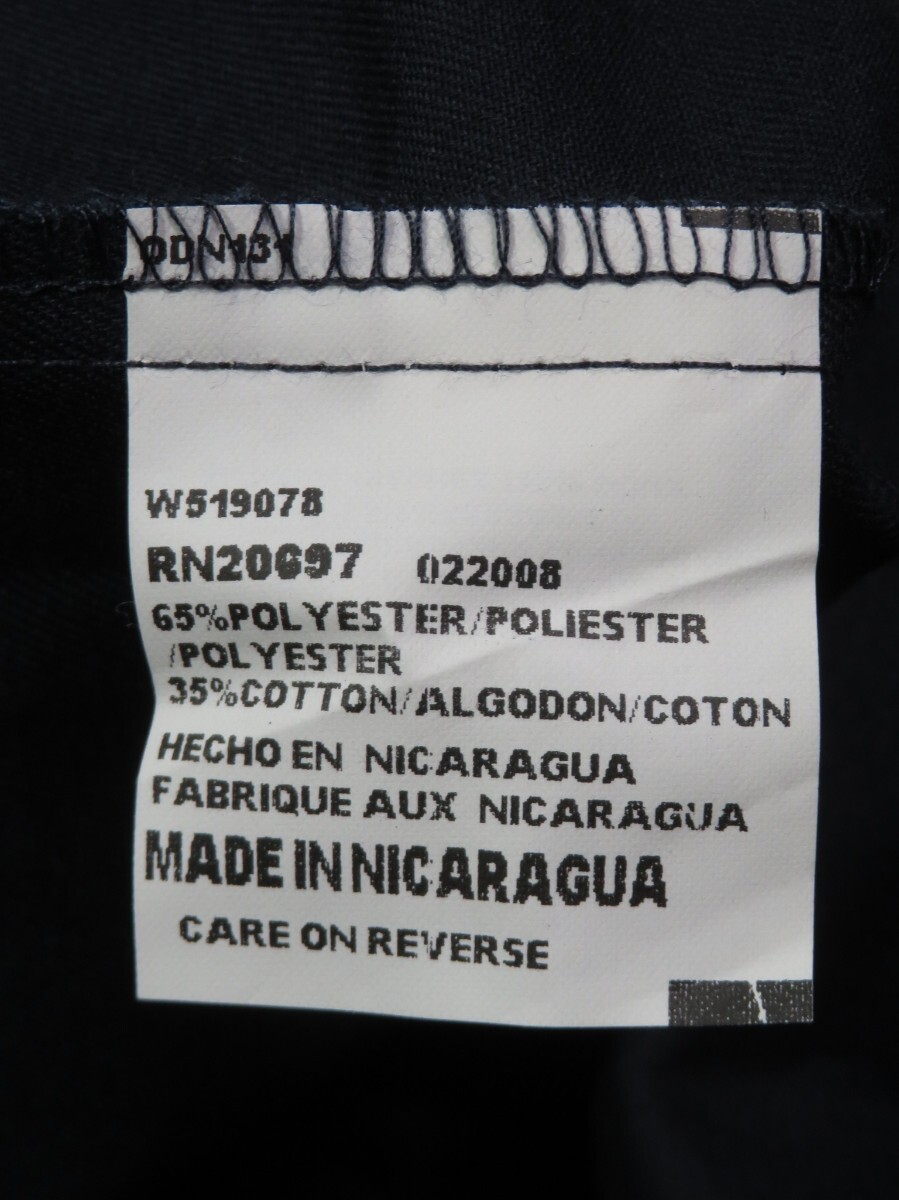 ODN131
W519078
RN20697 022008
65%POLYESTER/POLIESTER
/POLYESTER
35%COTTON/ALGODON/COTON
HECHO EN NICARAGUA
FABRIQUE AUX NICARAGUA
MADE IN NICARAGUA
CARE ON REVERSE